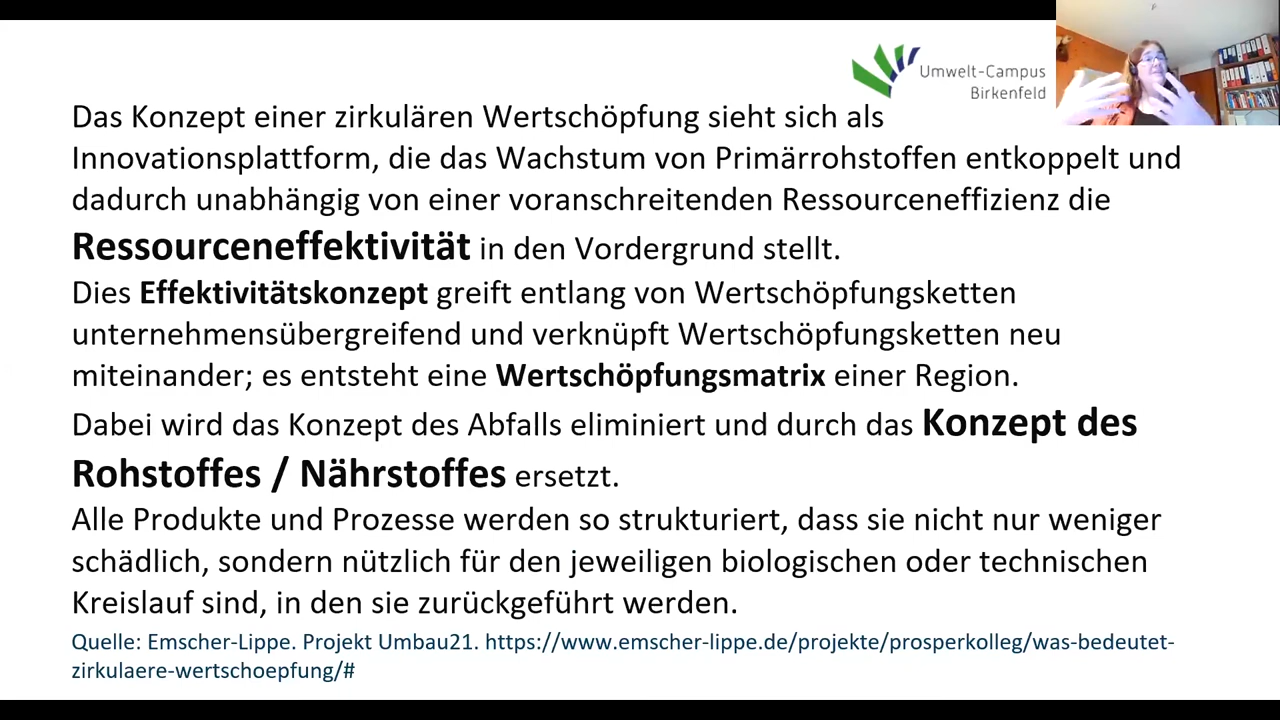 Umwelt-Campus
Birkenfeld
Das Konzept einer zirkulären Wertschöpfung sieht sich als
Innovationsplattform, die das Wachstum von Primärrohstoffen entkoppelt und
dadurch unabhängig von einer voranschreitenden Ressourceneffizienz die
Ressourceneffektivität in den Vordergrund stellt.
Dies Effektivitätskonzept greift entlang von Wertschöpfungsketten
unternehmensübergreifend und verknüpft Wertschöpfungsketten neu
miteinander; es entsteht eine Wertschöpfungsmatrix einer Region.
Dabei wird das Konzept des Abfalls eliminiert und durch das Konzept des
Rohstoffes / Nährstoffes ersetzt.
Alle Produkte und Prozesse werden so strukturiert, dass sie nicht nur weniger
schädlich, sondern nützlich für den jeweiligen biologischen oder technischen
Kreislauf sind, in den sie zurückgeführt werden.
Quelle: Emscher-Lippe. Projekt Umbau21. https://www.emscher-lippe.de/projekte/prosperkolleg/was-bedeutet-
zirkulaere-wertschoepfung/#